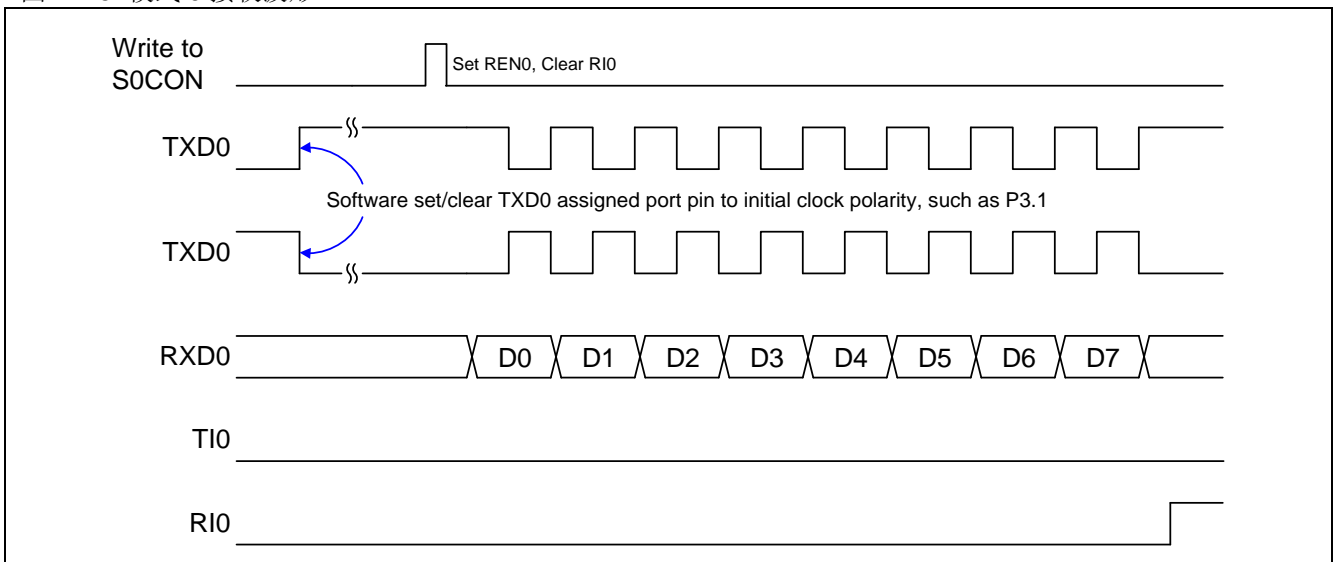 Write to
S0CON
Set REN0, Clear RI0
TXD0
Software set/clear TXD0 assigned port pin to initial clock polarity, such as P3.1
TXD0
RXD0 D0 D1 D2 D3 D4 D5 D6 D7
TI0
RI0